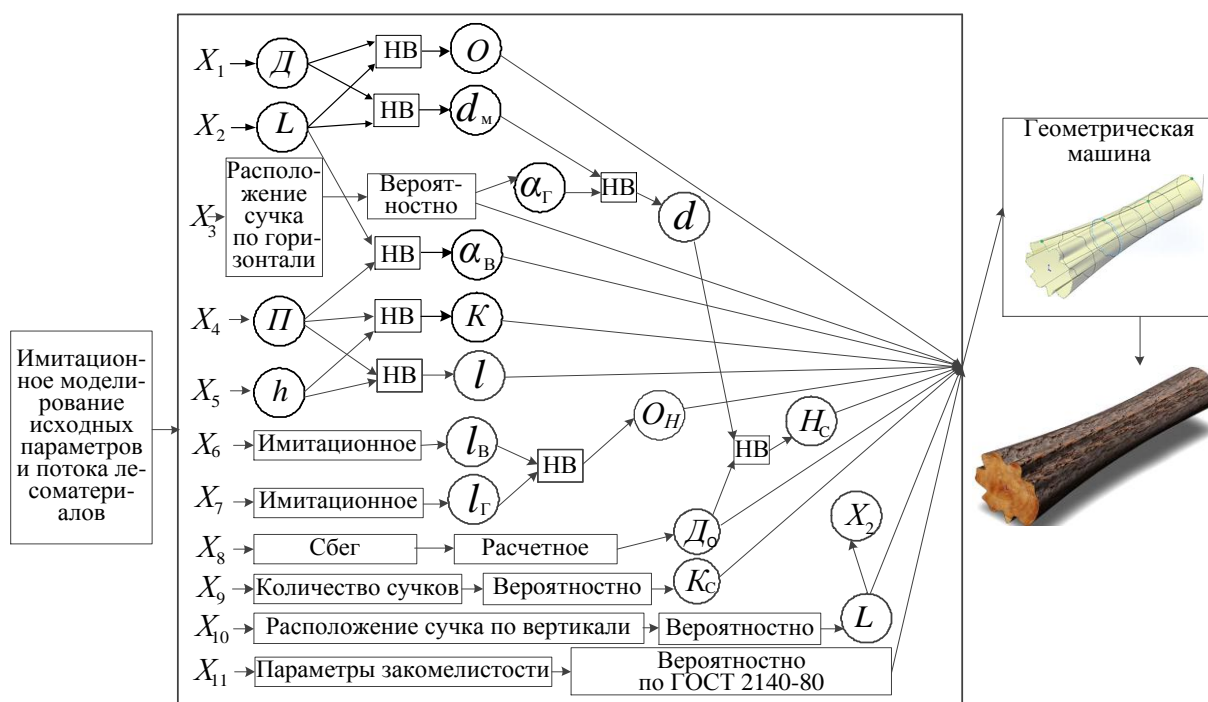 Имитацион-
ное модели-
рование
исходных
параметров
и потока ле-
соматери-
алов
X1 Д НВ О
X2 L НВ dм
X3 Располо-
жение
сучка
по гори-
зонтали
Вероят-
ностно
αГ НВ d
НВ αВ
X4 П НВ К
X5 h НВ l
X6 Имитационное lВ НВ ОН
X7 Имитационное lГ
НВ НС
X8 Сбег Расчетное ДО
X9 Количество сучков Вероятностно КС
X2
X10 Расположение сучка по вертикали Вероятностно L
X11 Параметры закомелистости Вероятностно
по ГОСТ 2140-80
Геометрическая
машина